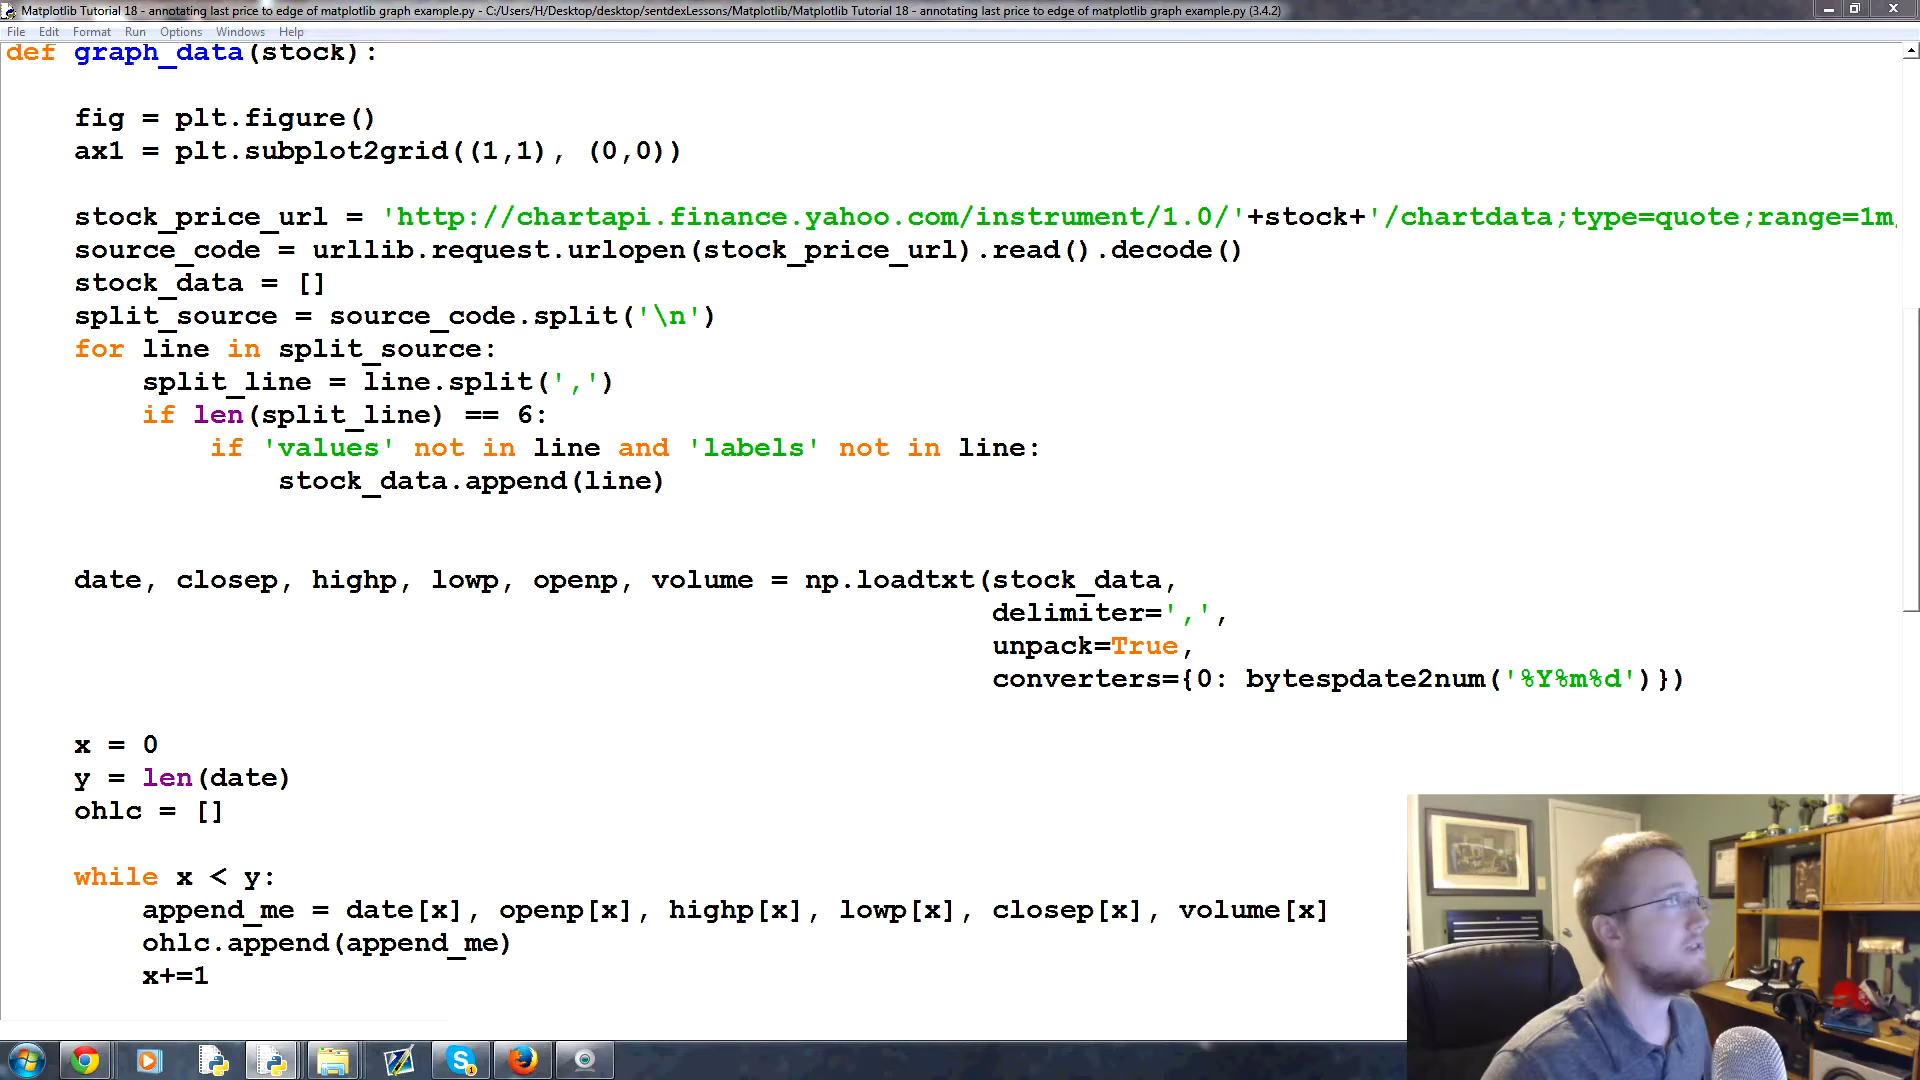 Matplotlib Tutorial 18 - annotating last price to edge of matplotlib graph example.py - C:/Users/H/Desktop/desktop/sentdexLessons/Matplotlib/Matplotlib Tutorial 18 - annotating last price to edge of matplotlib graph example.py (3.4.2)
File Edit Format Run Options Windows Help
def graph_data(stock):
fig = plt.figure()
ax1 = plt.subplot2grid((1,1), (0,0))
stock_price_url = 'http://chartapi.finance.yahoo.com/instrument/1.0/'+stock+'/chartdata;type=quote;range=1m,
source_code = urllib.request.urlopen(stock_price_url).read().decode()
stock_data = []
split_source = source_code.split('\n')
for line in split_source:
split_line = line.split(',')
if len(split_line) == 6:
if 'values' not in line and 'labels' not in line:
stock_data.append(line)
date, closep, highp, lowp, openp, volume = np.loadtxt(stock_data,
delimiter=',',
unpack=True,
converters={0: bytespdate2num('%Y%m%d')})
x = 0
y = len(date)
ohlc = []
while x < y:
append_me = date[x], openp[x], highp[x], lowp[x], closep[x], volume[x]
ohlc.append(append_me)
x+=1